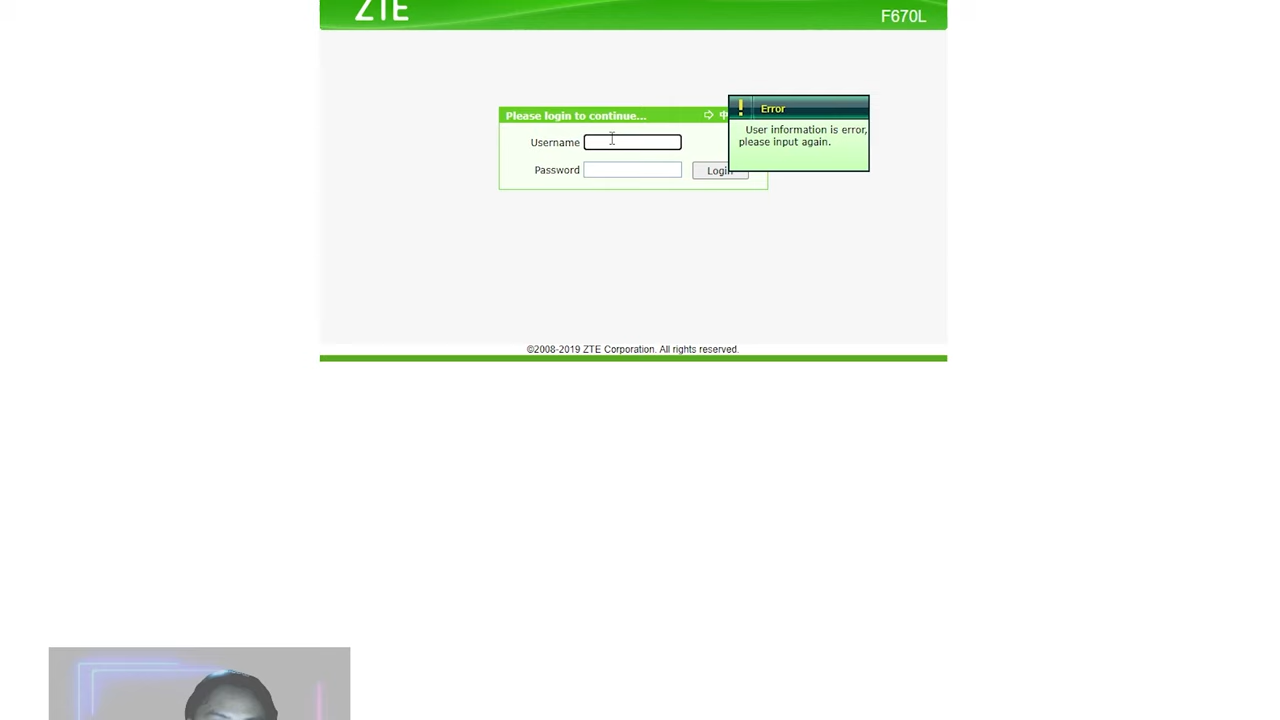 ZTE
F670L
Please login to continue...
Username
Password
Login
Error
User information is error,
please input again.
©2008-2019 ZTE Corporation. All rights reserved.